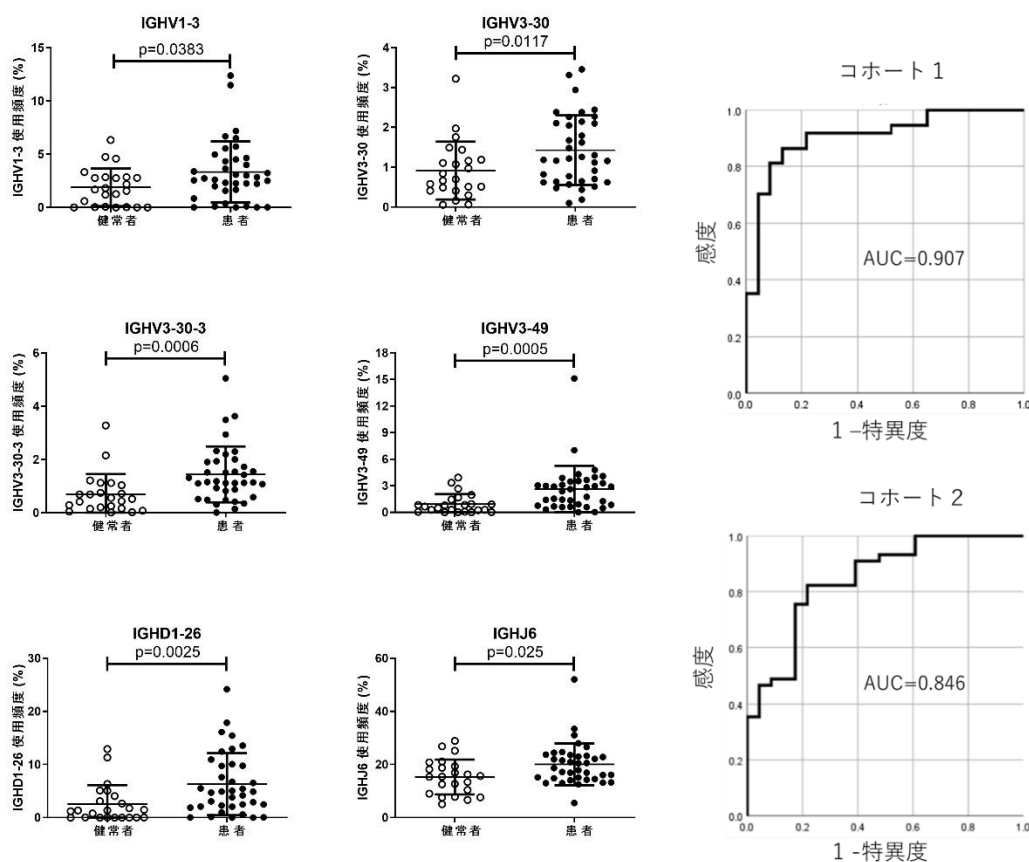 IGHV1-3
p=0.0383
IGHV1-3 使用頻度 (%)
15
10
5
0
健常者
患者
IGHV3-30
p=0.0117
IGHV3-30 使用頻度 (%)
4
3
2
1
0
健常者
患者
コホート 1
感度
1.0
0.8
0.6
0.4
0.2
0.0
AUC=0.907
0.0
0.2
0.4
0.6
0.8
1.0
1 –特異度
IGHV3-30-3
p=0.0006
IGHV3-30-3 使用頻度 (%)
6
4
2
0
健常者
患者
IGHV3-49
p=0.0005
IGHV3-49 使用頻度 (%)
18
15
12
9
6
3
0
健常者
患者
コホート 2
感度
1.0
0.8
0.6
0.4
0.2
0.0
AUC=0.846
0.0
0.2
0.4
0.6
0.8
1.0
1 -特異度
IGHD1-26
p=0.0025
IGHD1-26 使用頻度 (%)
30
20
10
0
健常者
患者
IGHJ6
p=0.025
IGHJ6 使用頻度 (%)
60
40
20
0
健常者
患者